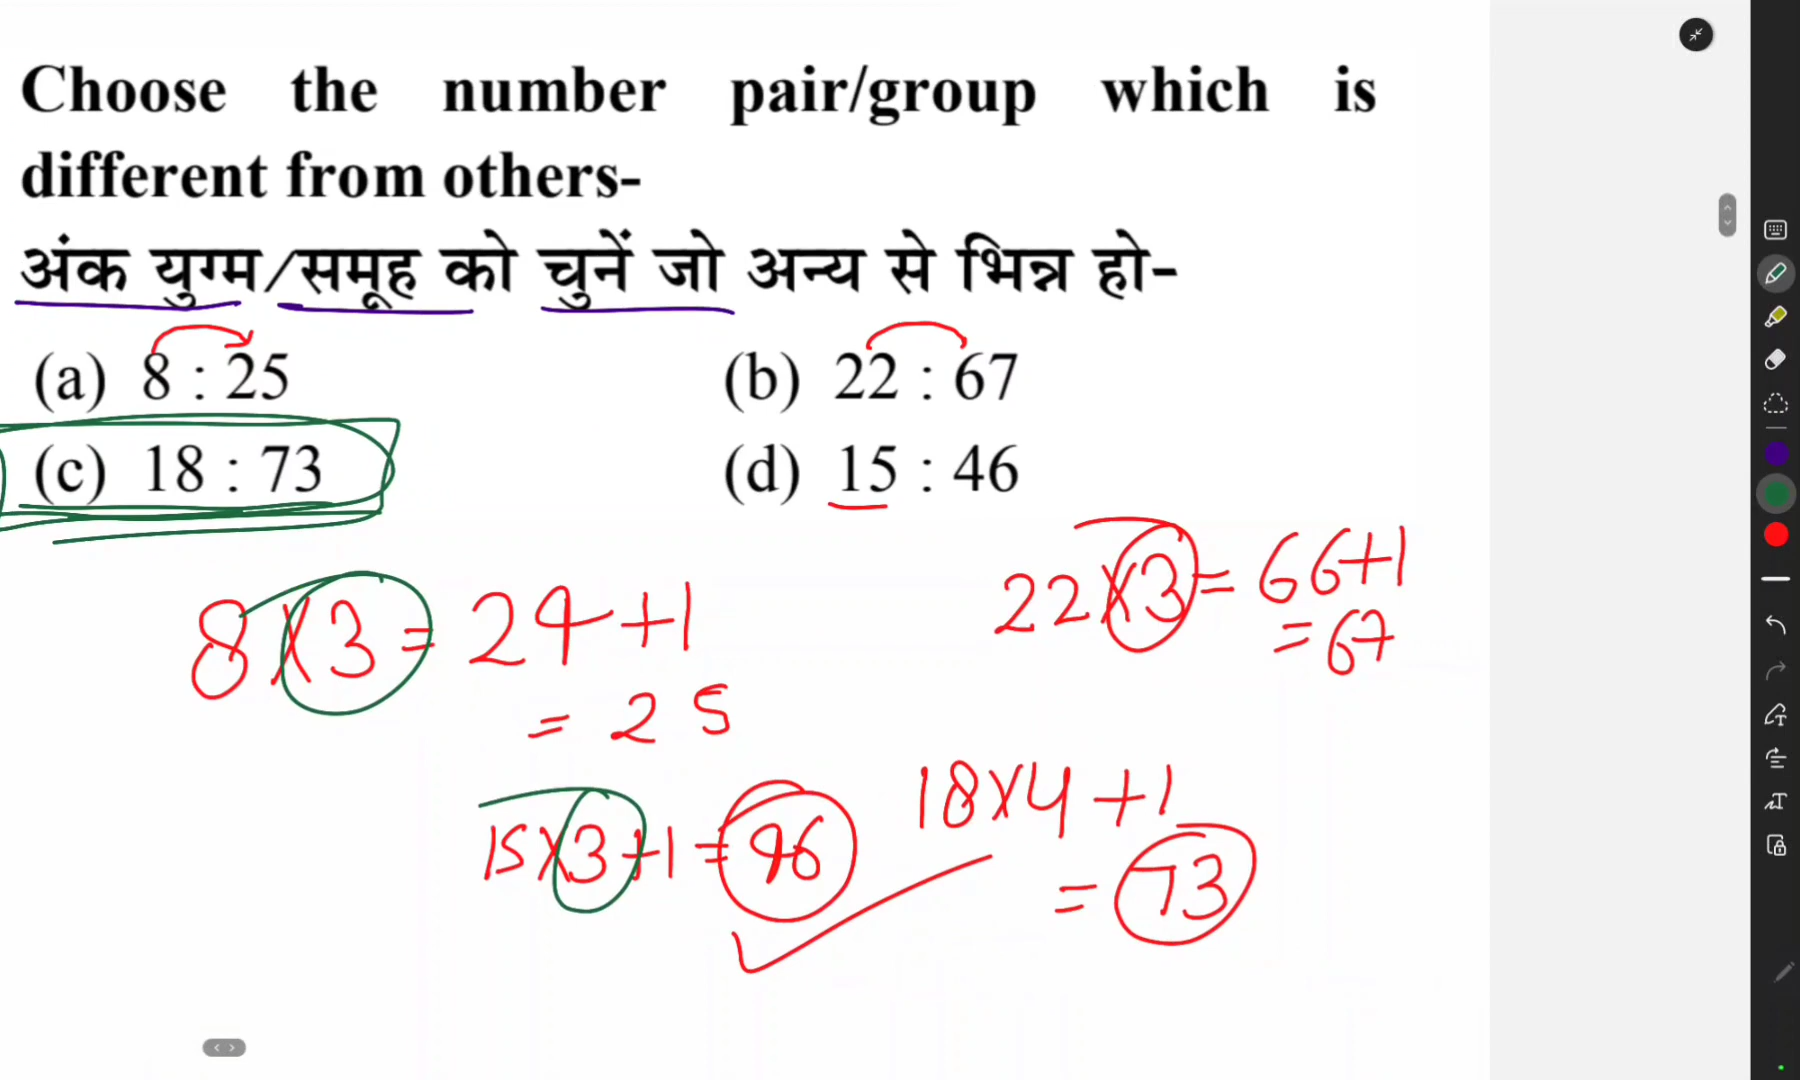 Choose the number pair/group which is
different from others-
अंक युग्म/समूह को चुनें जो अन्य से भिन्न हो-
(a) 8 : 25
(b) 22 : 67
(c) 18 : 73
(d) 15 : 46
8×3 = 24+1
= 25
22×3 = 66+1
= 67
15×3+1 = 46
18×4+1
= 73